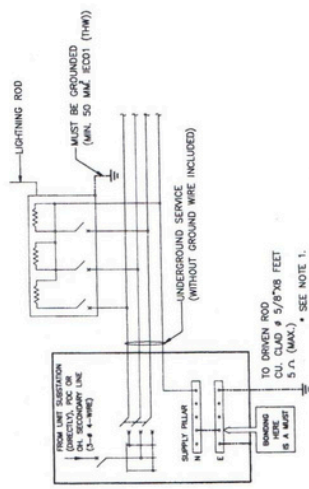 LIGHTNING ROD
MUST BE GROUNDED
(MIN. 50 MM² IEC01 (THW))
UNDERGROUND SERVICE
(WITHOUT GROUND WIRE INCLUDED)
FROM UNIT SUBSTATION
(DIRECTLY), PDC OR
OH. SECONDARY LINE
(3-ø 4-WIRE)
SUPPLY PILLAR
N
E
BONDING
HERE
IS A MUST
TO DRIVEN ROD
CU. CLAD ø 5/8"X8 FEET
5 Ω (MAX.)
* SEE NOTE 1.